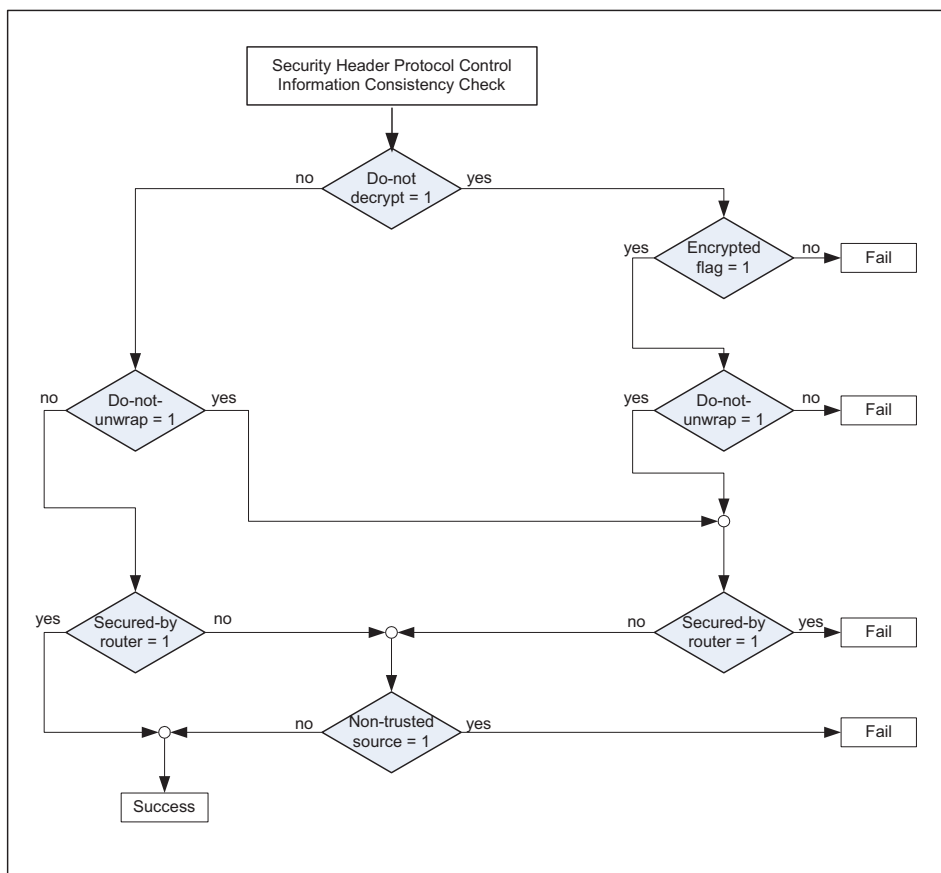 Security Header Protocol Control
Information Consistency Check
no
Do-not
decrypt = 1
yes
yes
Encrypted
flag = 1
no
Fail
no
Do-not-
unwrap = 1
yes
yes
Do-not-
unwrap = 1
no
Fail
yes
Secured-by
router = 1
no
no
Secured-by
router = 1
yes
Fail
no
Non-trusted
source = 1
yes
Fail
Success